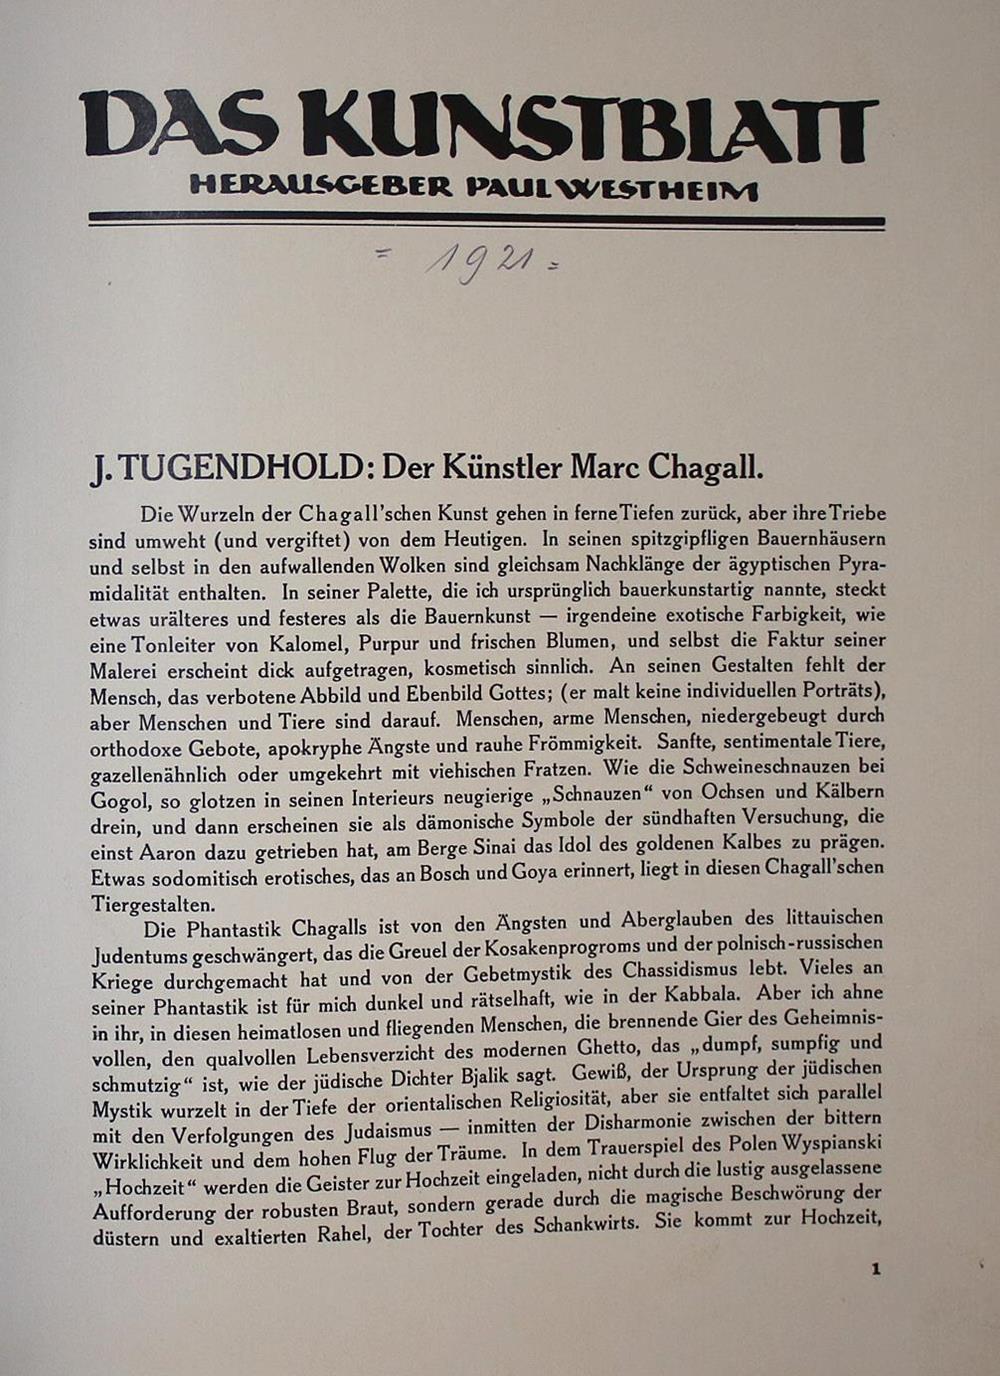 DAS KUNSTBLATT
HERAUSGEBER PAUL WESTHEIM
= 1921 =
J. TUGENDHOLD: Der Künstler Marc Chagall.
Die Wurzeln der Chagall'schen Kunst gehen in ferne Tiefen zurück, aber ihre Triebe
sind umweht (und vergiftet) von dem Heutigen. In seinen spitzgipfligen Bauernhäusern
und selbst in den aufwallenden Wolken sind gleichsam Nachklänge der ägyptischen Pyra-
midalität enthalten. In seiner Palette, die ich ursprünglich bauerkunstartig nannte, steckt
etwas urälteres und festeres als die Bauernkunst — irgendeine exotische Farbigkeit, wie
eine Tonleiter von Kalomel, Purpur und frischen Blumen, und selbst die Faktur seiner
Malerei erscheint dick aufgetragen, kosmetisch sinnlich. An seinen Gestalten fehlt der
Mensch, das verbotene Abbild und Ebenbild Gottes; (er malt keine individuellen Porträts),
aber Menschen und Tiere sind darauf. Menschen, arme Menschen, niedergebeugt durch
orthodoxe Gebote, apokryphe Ängste und rauhe Frömmigkeit. Sanfte, sentimentale Tiere,
gazellenähnlich oder umgekehrt mit viehischen Fratzen. Wie die Schweineschnauzen bei
Gogol, so glotzen in seinen Interieurs neugierige „Schnauzen“ von Ochsen und Kälbern
drein, und dann erscheinen sie als dämonische Symbole der sündhaften Versuchung, die
einst Aaron dazu getrieben hat, am Berge Sinai das Idol des goldenen Kalbes zu prägen.
Etwas sodomitisch erotisches, das an Bosch und Goya erinnert, liegt in diesen Chagall'schen
Tiergestalten.
Die Phantastik Chagalls ist von den Ängsten und Aberglauben des littauischen
Judentums geschwängert, das die Greuel der Kosakenprogroms und der polnisch-russischen
Kriege durchgemacht hat und von der Gebetmystik des Chassidismus lebt. Vieles an
seiner Phantastik ist für mich dunkel und rätselhaft, wie in der Kabbala. Aber ich ahne
in ihr, in diesen heimatlosen und fliegenden Menschen, die brennende Gier des Geheimnis-
vollen, den qualvollen Lebensverzicht des modernen Ghetto, das „dumpf, sumpfig und
schmutzig“ ist, wie der jüdische Dichter Bjalik sagt. Gewiß, der Ursprung der jüdischen
Mystik wurzelt in der Tiefe der orientalischen Religiosität, aber sie entfaltet sich parallel
mit den Verfolgungen des Judaismus — inmitten der Disharmonie zwischen der bittern
Wirklichkeit und dem hohen Flug der Träume. In dem Trauerspiel des Polen Wyspianski
„Hochzeit“ werden die Geister zur Hochzeit eingeladen, nicht durch die lustig ausgelassene
Aufforderung der robusten Braut, sondern gerade durch die magische Beschwörung der
düstern und exaltierten Rahel, der Tochter des Schankwirts. Sie kommt zur Hochzeit,
1